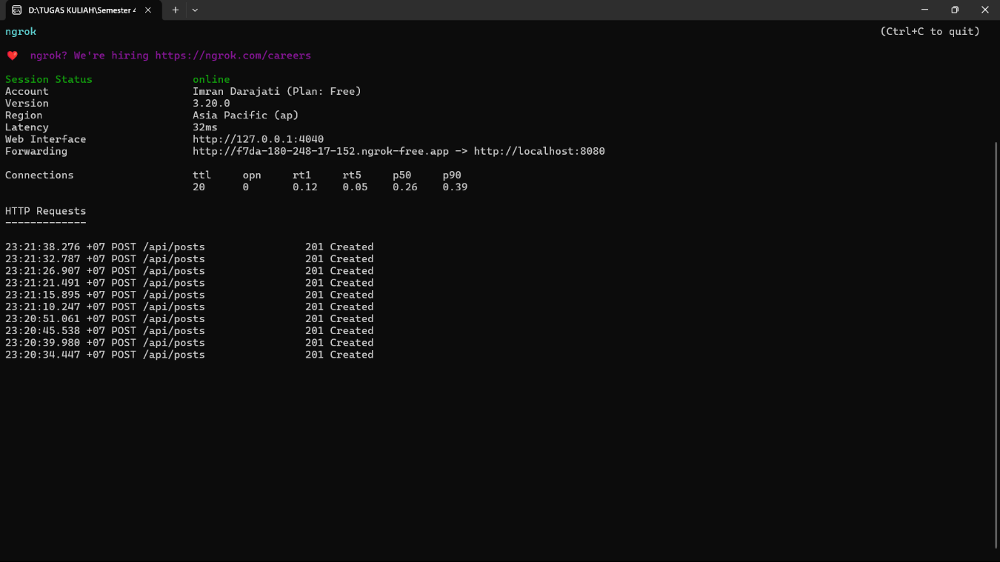 D:\TUGAS KULIAH\Semester 4
ngrok (Ctrl+C to quit)
❤️ ngrok? We're hiring https://ngrok.com/careers
Session Status online
Account Imran Darajati (Plan: Free)
Version 3.20.0
Region Asia Pacific (ap)
Latency 32ms
Web Interface http://127.0.0.1:4040
Forwarding http://f7da-180-248-17-152.ngrok-free.app -> http://localhost:8080
Connections ttl opn rt1 rt5 p50 p90
20 0 0.12 0.05 0.26 0.39
HTTP Requests
-------------
23:21:38.276 +07 POST /api/posts 201 Created
23:21:32.787 +07 POST /api/posts 201 Created
23:21:26.907 +07 POST /api/posts 201 Created
23:21:21.491 +07 POST /api/posts 201 Created
23:21:15.895 +07 POST /api/posts 201 Created
23:21:10.247 +07 POST /api/posts 201 Created
23:20:51.061 +07 POST /api/posts 201 Created
23:20:45.538 +07 POST /api/posts 201 Created
23:20:39.980 +07 POST /api/posts 201 Created
23:20:34.447 +07 POST /api/posts 201 Created